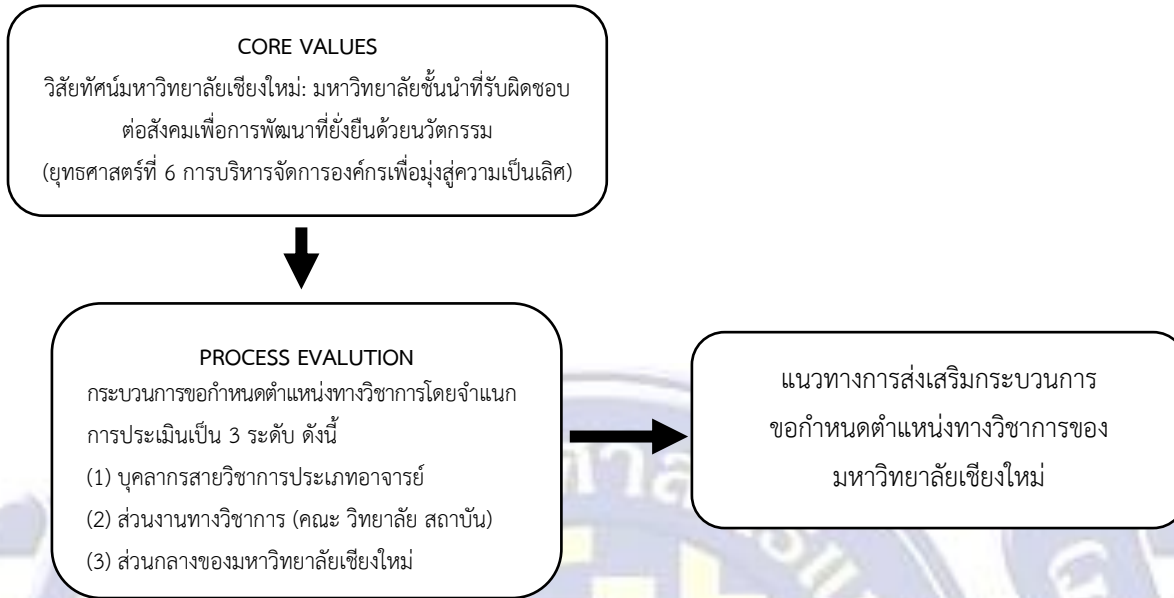 CORE VALUES
วิสัยทัศน์มหาวิทยาลัยเชียงใหม่: มหาวิทยาลัยชั้นนำที่รับผิดชอบ
ต่อสังคมเพื่อการพัฒนาที่ยั่งยืนด้วยนวัตกรรม
(ยุทธศาสตร์ที่ 6 การบริหารจัดการองค์กรเพื่อมุ่งสู่ความเป็นเลิศ)
PROCESS EVALUTION
กระบวนการขอกำหนดตำแหน่งทางวิชาการโดยจำแนก
การประเมินเป็น 3 ระดับ ดังนี้
(1) บุคลากรสายวิชาการประเภทอาจารย์
(2) ส่วนงานทางวิชาการ (คณะ วิทยาลัย สถาบัน)
(3) ส่วนกลางของมหาวิทยาลัยเชียงใหม่
แนวทางการส่งเสริมกระบวนการ
ขอกำหนดตำแหน่งทางวิชาการของ
มหาวิทยาลัยเชียงใหม่